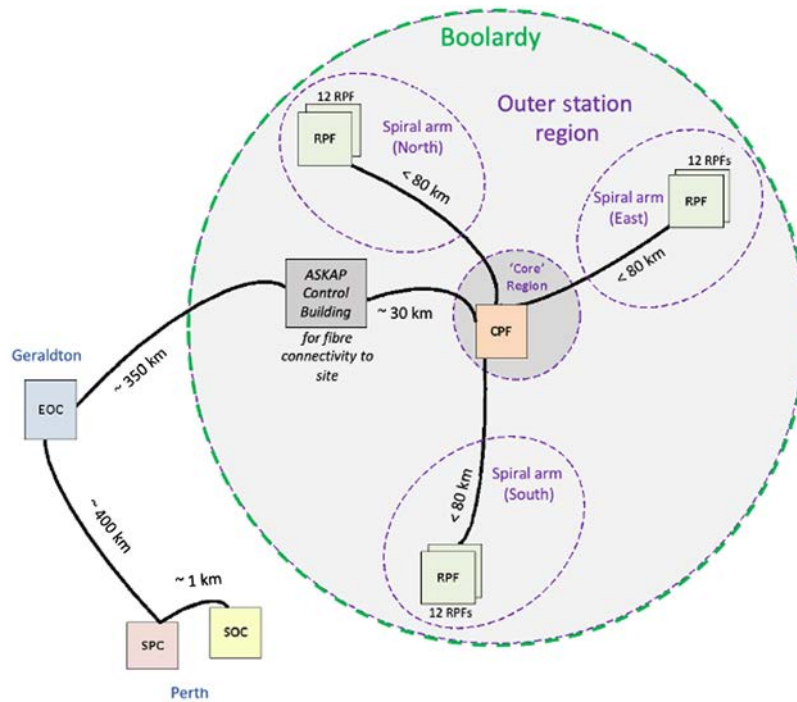 Boolardy
Outer station
region
12 RPF
RPF
Spiral arm
(North)
< 80 km
12 RPFs
RPF
Spiral arm
(East)
< 80 km
'Core'
Region
CPF
ASKAP
Control
Building
for fibre
connectivity to
site
~ 30 km
~ 350 km
Geraldton
EOC
~400 km
~ 1 km
SPC
SOC
Perth
Spiral arm
(South)
< 80 km
RPF
12 RPFs